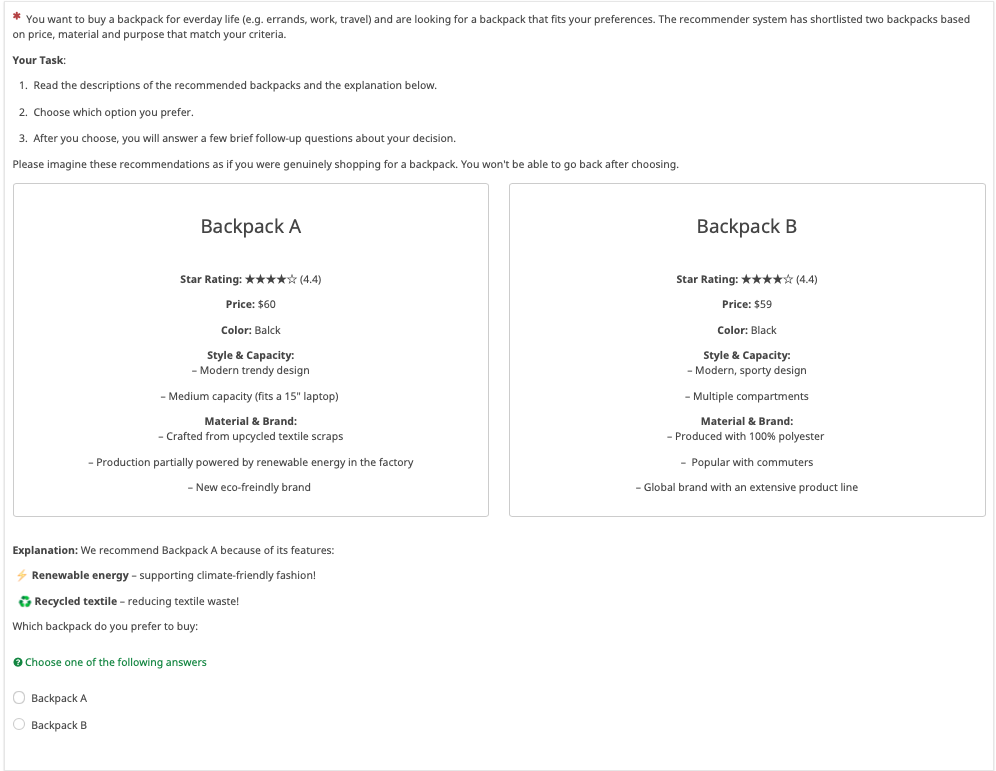 * You want to buy a backpack for everday life (e.g. errands, work, travel) and are looking for a backpack that fits your preferences. The recommender system has shortlisted two backpacks based
on price, material and purpose that match your criteria.
Your Task:
1. Read the descriptions of the recommended backpacks and the explanation below.
2. Choose which option you prefer.
3. After you choose, you will answer a few brief follow-up questions about your decision.
Please imagine these recommendations as if you were genuinely shopping for a backpack. You won't be able to go back after choosing.
Backpack A
Star Rating: ★★★★☆ (4.4)
Price: $60
Color: Balck
Style & Capacity:
– Modern trendy design
– Medium capacity (fits a 15" laptop)
Material & Brand:
– Crafted from upcycled textile scraps
– Production partially powered by renewable energy in the factory
– New eco-freindly brand
Backpack B
Star Rating: ★★★★☆ (4.4)
Price: $59
Color: Black
Style & Capacity:
– Modern, sporty design
– Multiple compartments
Material & Brand:
– Produced with 100% polyester
– Popular with commuters
– Global brand with an extensive product line
Explanation: We recommend Backpack A because of its features:
⚡ Renewable energy – supporting climate-friendly fashion!
♻ Recycled textile – reducing textile waste!
Which backpack do you prefer to buy:
? Choose one of the following answers
Backpack A
Backpack B